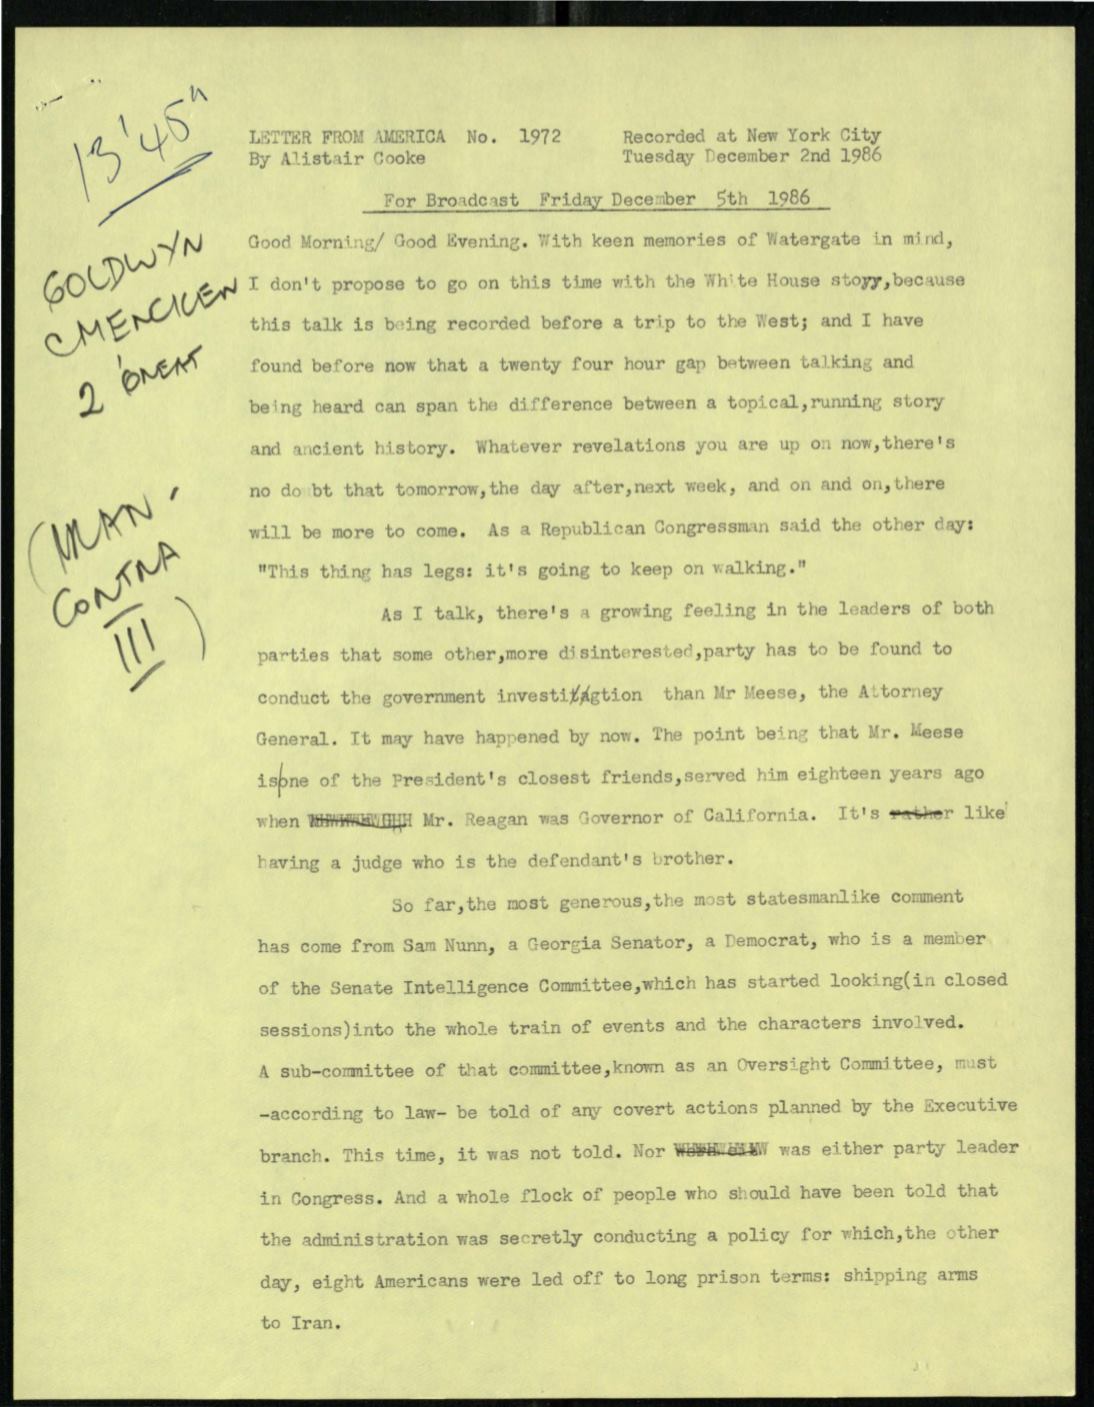 13' 45"
GOLDWYN
MENCKEN
2 GREAT
(IRAN-
CONTRA
III)
LETTER FROM AMERICA No. 1972 Recorded at New York City
By Alistair Cooke Tuesday December 2nd 1986
For Broadcast Friday December 5th 1986
Good Morning/ Good Evening. With keen memories of Watergate in mind,
I don't propose to go on this time with the White House storyy,because
this talk is being recorded before a trip to the West; and I have
found before now that a twenty four hour gap between talking and
being heard can span the difference between a topical,running story
and ancient history. Whatever revelations you are up on now,there's
no do bt that tomorrow,the day after,next week, and on and on,there
will be more to come. As a Republican Congressman said the other day:
"This thing has legs: it's going to keep on walking."
As I talk, there's a growing feeling in the leaders of both
parties that some other,more disinterested,party has to be found to
conduct the government investigtion than Mr Meese, the Attorney
General. It may have happened by now. The point being that Mr. Meese
is|one of the President's closest friends,served him eighteen years ago
when Mr. Reagan was Governor of California. It's rather like
having a judge who is the defendant's brother.
So far,the most generous,the most statesmanlike comment
has come from Sam Nunn, a Georgia Senator, a Democrat, who is a member
of the Senate Intelligence Committee,which has started looking(in closed
sessions)into the whole train of events and the characters involved.
A sub-committee of that committee,known as an Oversight Committee, must
-according to law- be told of any covert actions planned by the Executive
branch. This time, it was not told. Nor was either party leader
in Congress. And a whole flock of people who should have been told that
the administration was secretly conducting a policy for which,the other
day, eight Americans were led off to long prison terms: shipping arms
to Iran.